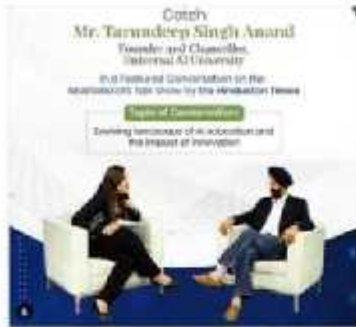 Catch
Mr. Tarundeep Singh Anand
Founder and Chancellor,
Universal AI University
in a Featured Conversation on the
Talk Show by the Hindustan Times
Topic of Conversation:
Evolving landscape of AI education and
the impact of innovation